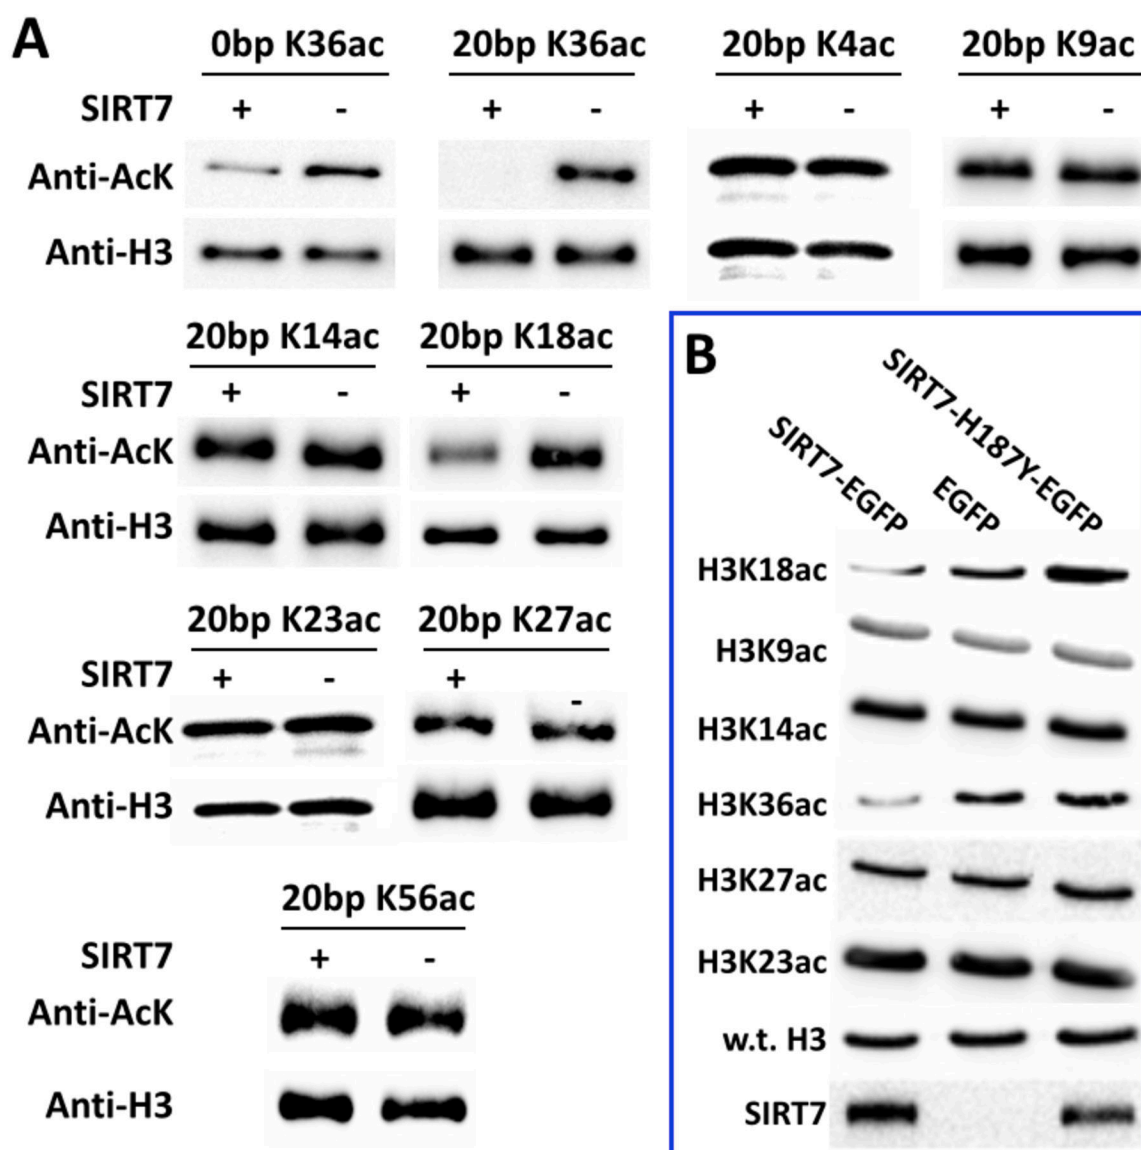 A
0bp K36ac 20bp K36ac 20bp K4ac 20bp K9ac
SIRT7 + - + - + - + -
Anti-AcK
Anti-H3
20bp K14ac 20bp K18ac
SIRT7 + - + -
Anti-AcK
Anti-H3
20bp K23ac 20bp K27ac
SIRT7 + - + -
Anti-AcK
Anti-H3
20bp K56ac
SIRT7 + -
Anti-AcK
Anti-H3
B
SIRT7-EGFP
EGFP
SIRT7-H187Y-EGFP
H3K18ac
H3K9ac
H3K14ac
H3K36ac
H3K27ac
H3K23ac
w.t. H3
SIRT7